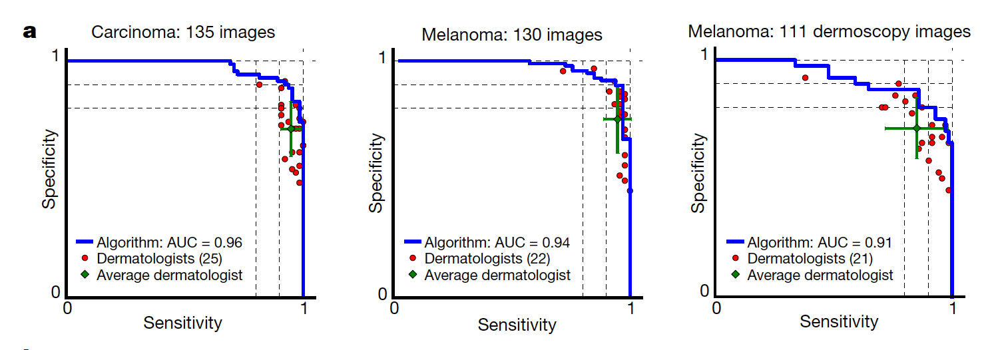 a
Carcinoma: 135 images
1
Specificity
Algorithm: AUC = 0.96
Dermatologists (25)
Average dermatologist
0
0
1
Sensitivity
Melanoma: 130 images
1
Specificity
Algorithm: AUC = 0.94
Dermatologists (22)
Average dermatologist
0
0
1
Sensitivity
Melanoma: 111 dermoscopy images
1
Specificity
Algorithm: AUC = 0.91
Dermatologists (21)
Average dermatologist
0
0
1
Sensitivity